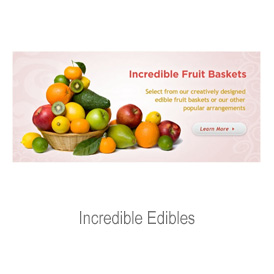 Incredible Fruit Baskets
Select from our creatively designed
edible fruit baskets or our other
popular arrangements
Learn More
Incredible Edibles